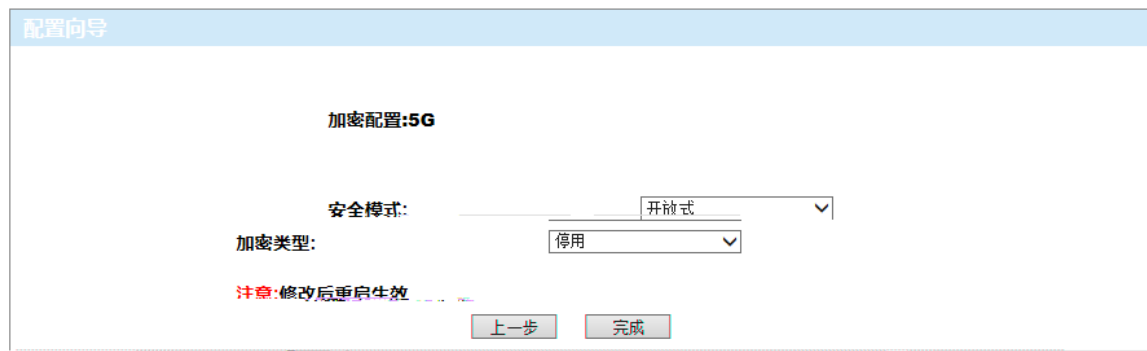 配置向导
加密配置:5G
安全模式: 开放式
加密类型: 停用
注意:修改后重启生效
上一步 完成